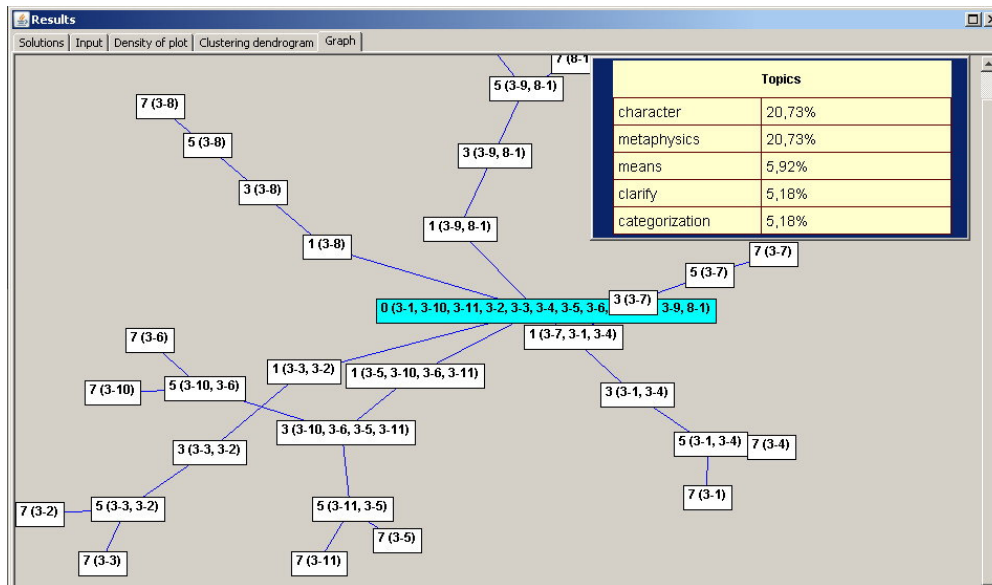 Results
Solutions Input Density of plot Clustering dendrogram Graph
7 (8-1
5 (3-9, 8-1)
7 (3-8)
5 (3-8)
3 (3-9, 8-1)
3 (3-8)
1 (3-9, 8-1)
1 (3-8)
Topics
character 20,73%
metaphysics 20,73%
means 5,92%
clarify 5,18%
categorization 5,18%
7 (3-7)
5 (3-7)
3 (3-7)
0 (3-1, 3-10, 3-11, 3-2, 3-3, 3-4, 3-5, 3-6, 3-9, 8-1)
1 (3-7, 3-1, 3-4)
7 (3-6)
1 (3-3, 3-2)
1 (3-5, 3-10, 3-6, 3-11)
7 (3-10)
5 (3-10, 3-6)
3 (3-1, 3-4)
3 (3-10, 3-6, 3-5, 3-11)
5 (3-1, 3-4)
7 (3-4)
3 (3-3, 3-2)
7 (3-1)
5 (3-3, 3-2)
5 (3-11, 3-5)
7 (3-2)
7 (3-5)
7 (3-3)
7 (3-11)